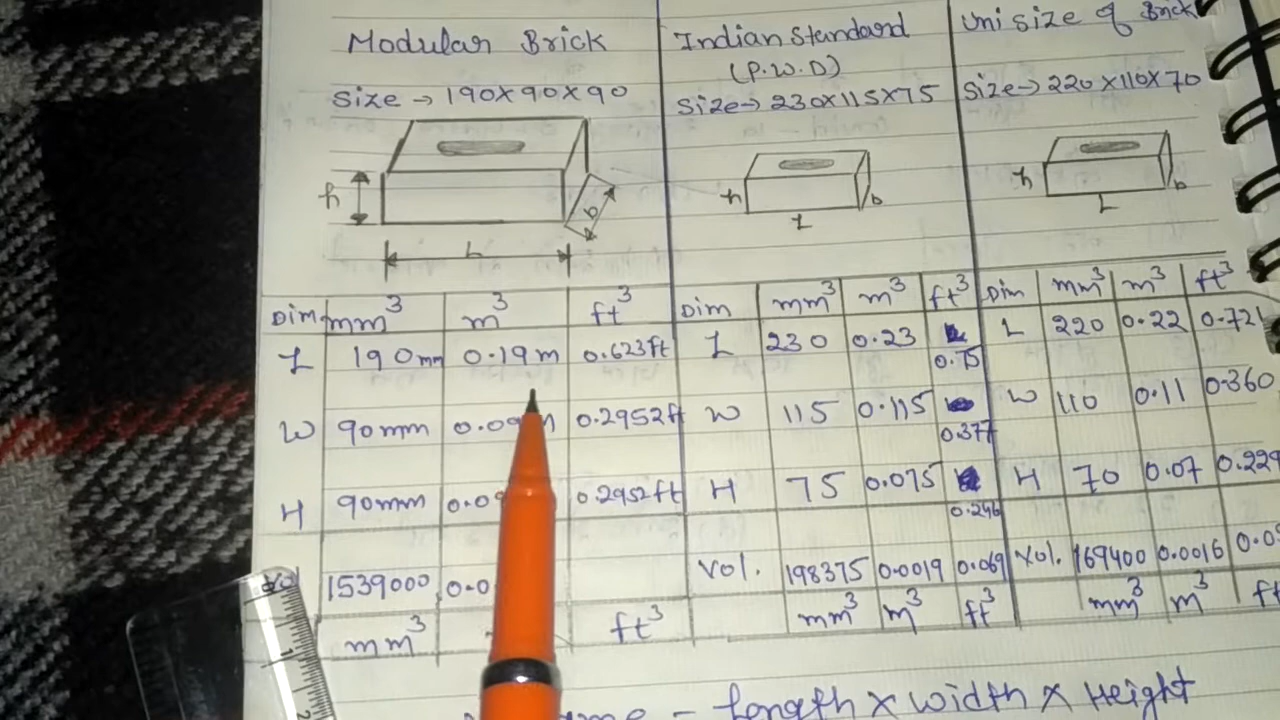 Modular Brick
Size → 190×90×90
h
b
L
Dim mm³ m³ ft³
L 190mm 0.19m 0.623ft
W 90mm 0.2952ft
H 90mm 0.2952ft
1539000
mm³ ft³
Indian Standard
(P.W.D)
Size → 230×115×75
h
b
L
Dim mm³ m³ ft³
L 230 0.23 0.75
W 115 0.115 0.377
H 75 0.075 0.246
Vol. 198375 0.0019 0.069
mm³ m³ ft³
Uni size of Brick
Size → 220×110×70
h
b
L
Dim mm³ m³ ft³
L 220 0.22 0.721
W 110 0.11 0.360
H 70 0.07 0.229
Vol. 169400 0.0016
mm³ m³ ft
- Length × Width × Height